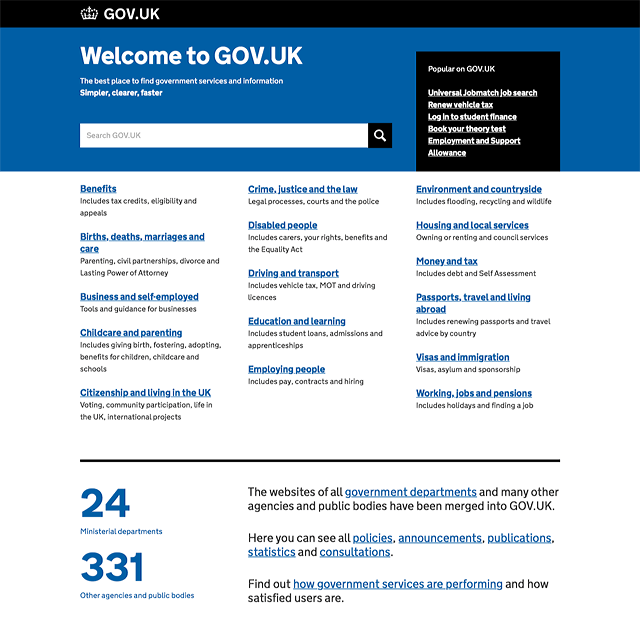 GOV.UK
Welcome to GOV.UK
The best place to find government services and information
Simpler, clearer, faster
Search GOV.UK
Popular on GOV.UK
Universal Jobmatch job search
Renew vehicle tax
Log in to student finance
Book your theory test
Employment and Support
Allowance
Benefits
Includes tax credits, eligibility and
appeals
Births, deaths, marriages and
care
Parenting, civil partnerships, divorce and
Lasting Power of Attorney
Business and self-employed
Tools and guidance for businesses
Childcare and parenting
Includes giving birth, fostering, adopting,
benefits for children, childcare and
schools
Citizenship and living in the UK
Voting, community participation, life in
the UK, international projects
Crime, justice and the law
Legal processes, courts and the police
Disabled people
Includes carers, your rights, benefits and
the Equality Act
Driving and transport
Includes vehicle tax, MOT and driving
licences
Education and learning
Includes student loans, admissions and
apprenticeships
Employing people
Includes pay, contracts and hiring
Environment and countryside
Includes flooding, recycling and wildlife
Housing and local services
Owning or renting and council services
Money and tax
Includes debt and Self Assessment
Passports, travel and living
abroad
Includes renewing passports and travel
advice by country
Visas and immigration
Visas, asylum and sponsorship
Working, jobs and pensions
Includes holidays and finding a job
24
Ministerial departments
331
Other agencies and public bodies
The websites of all government departments and many other
agencies and public bodies have been merged into GOV.UK.
Here you can see all policies, announcements, publications,
statistics and consultations.
Find out how government services are performing and how
satisfied users are.